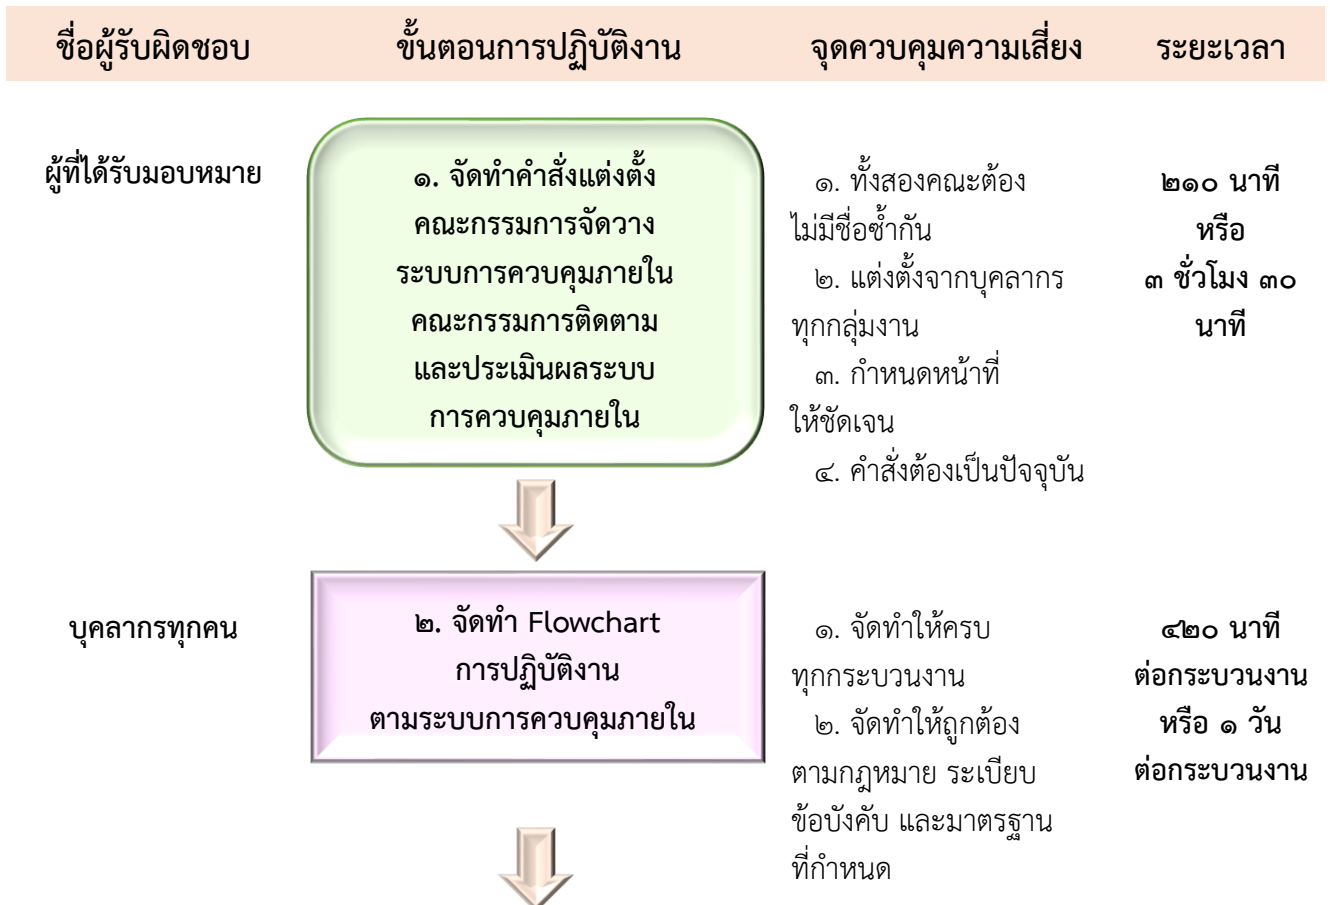 ชื่อผู้รับผิดชอบ ขั้นตอนการปฏิบัติงาน จุดควบคุมความเสี่ยง ระยะเวลา
ผู้ที่ได้รับมอบหมาย
๑. จัดทำคำสั่งแต่งตั้ง
คณะกรรมการจัดวาง
ระบบการควบคุมภายใน
คณะกรรมการติดตาม
และประเมินผลระบบ
การควบคุมภายใน
๑. ทั้งสองคณะต้อง
ไม่มีชื่อซ้ำกัน
๒. แต่งตั้งจากบุคลากร
ทุกกลุ่มงาน
๓. กำหนดหน้าที่
ให้ชัดเจน
๔. คำสั่งต้องเป็นปัจจุบัน
๒๑๐ นาที
หรือ
๓ ชั่วโมง ๓๐
นาที
บุคลากรทุกคน
๒. จัดทำ Flowchart
การปฏิบัติงาน
ตามระบบการควบคุมภายใน
๑. จัดทำให้ครบ
ทุกกระบวนงาน
๒. จัดทำให้ถูกต้อง
ตามกฎหมาย ระเบียบ
ข้อบังคับ และมาตรฐาน
ที่กำหนด
๔๒๐ นาที
ต่อกระบวนงาน
หรือ ๑ วัน
ต่อกระบวนงาน